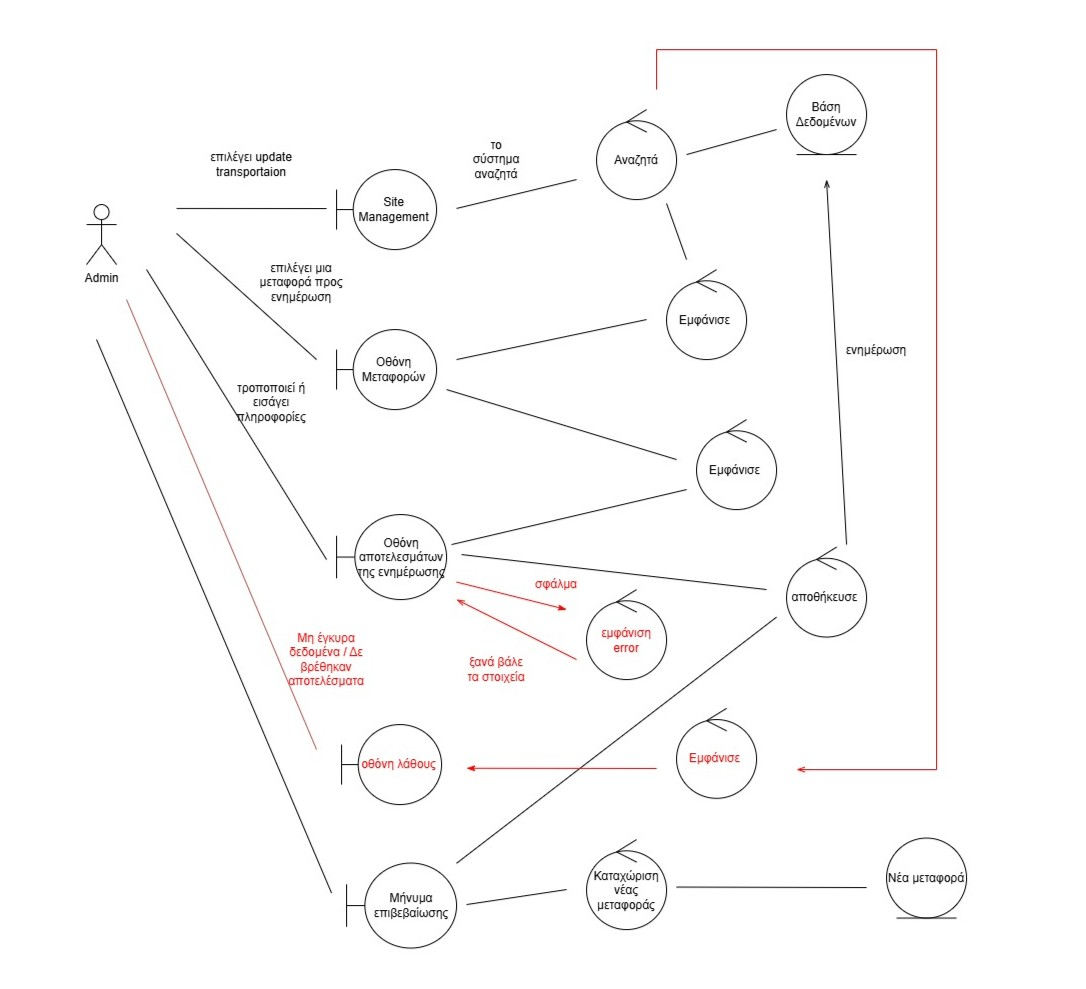 Βάση
Δεδομένων
Αναζητά
το
σύστημα
αναζητά
επιλέγει update
transportaion
Site
Management
Admin
επιλέγει μια
μεταφορά προς
ενημέρωση
Εμφάνισε
Οθόνη
Μεταφορών
ενημέρωση
τροποποιεί ή
εισάγει
πληροφορίες
Εμφάνισε
Οθόνη
αποτελεσμάτων
της ενημέρωσης
σφάλμα
αποθήκευσε
εμφάνιση
error
ξανά βάλε
τα στοιχεία
Μη έγκυρα
δεδομένα / Δε
βρέθηκαν
αποτελέσματα
οθόνη λάθους
Εμφάνισε
Μήνυμα
επιβεβαίωσης
Καταχώριση
νέας
μεταφοράς
Νέα μεταφορά